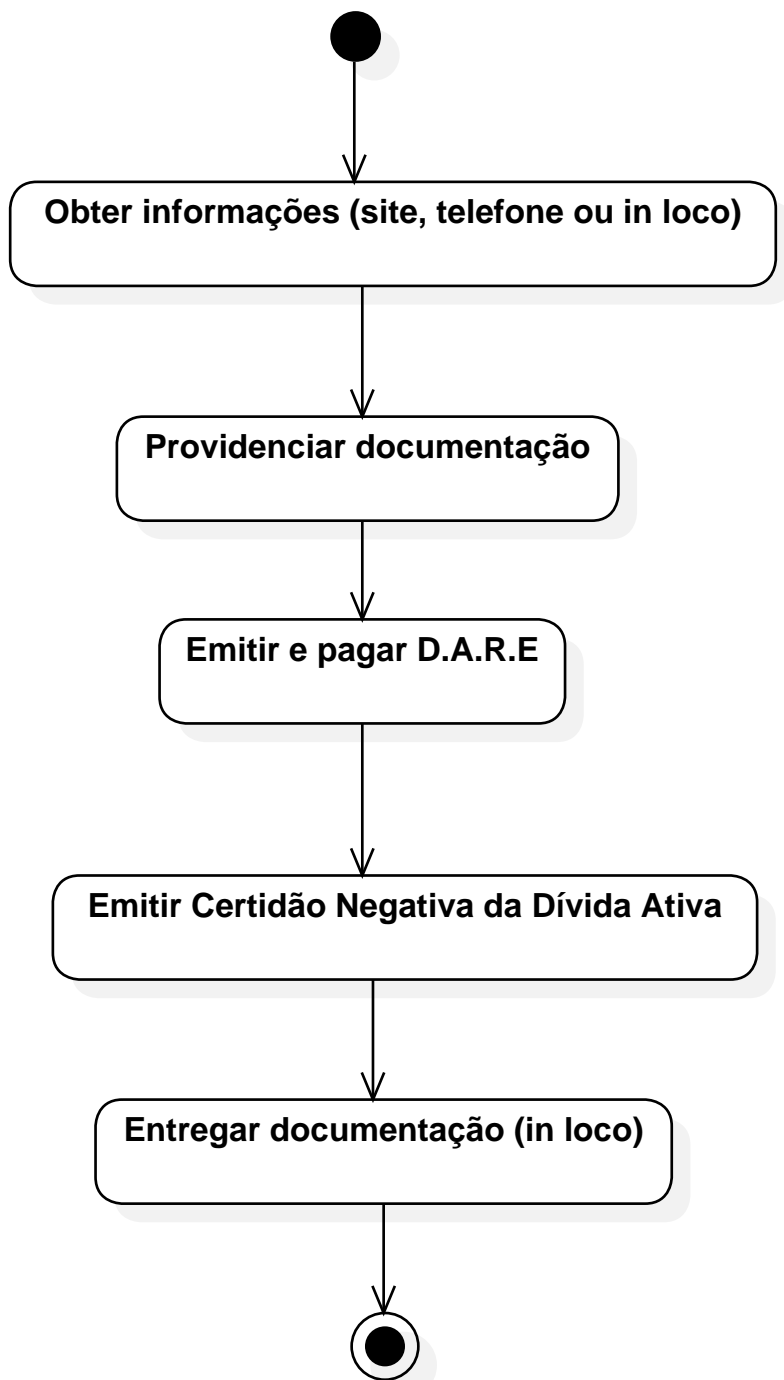 Obter informações (site, telefone ou in loco)
Providenciar documentação
Emitir e pagar D.A.R.E
Emitir Certidão Negativa da Dívida Ativa
Entregar documentação (in loco)